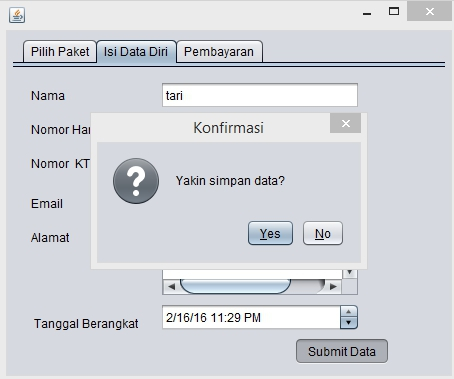 Pilih Paket Isi Data Diri Pembayaran
Nama tari
Nomor Har
Konfirmasi
Nomor KT
Yakin simpan data?
Email
Alamat
Yes No
Tanggal Berangkat 2/16/16 11:29 PM
Submit Data